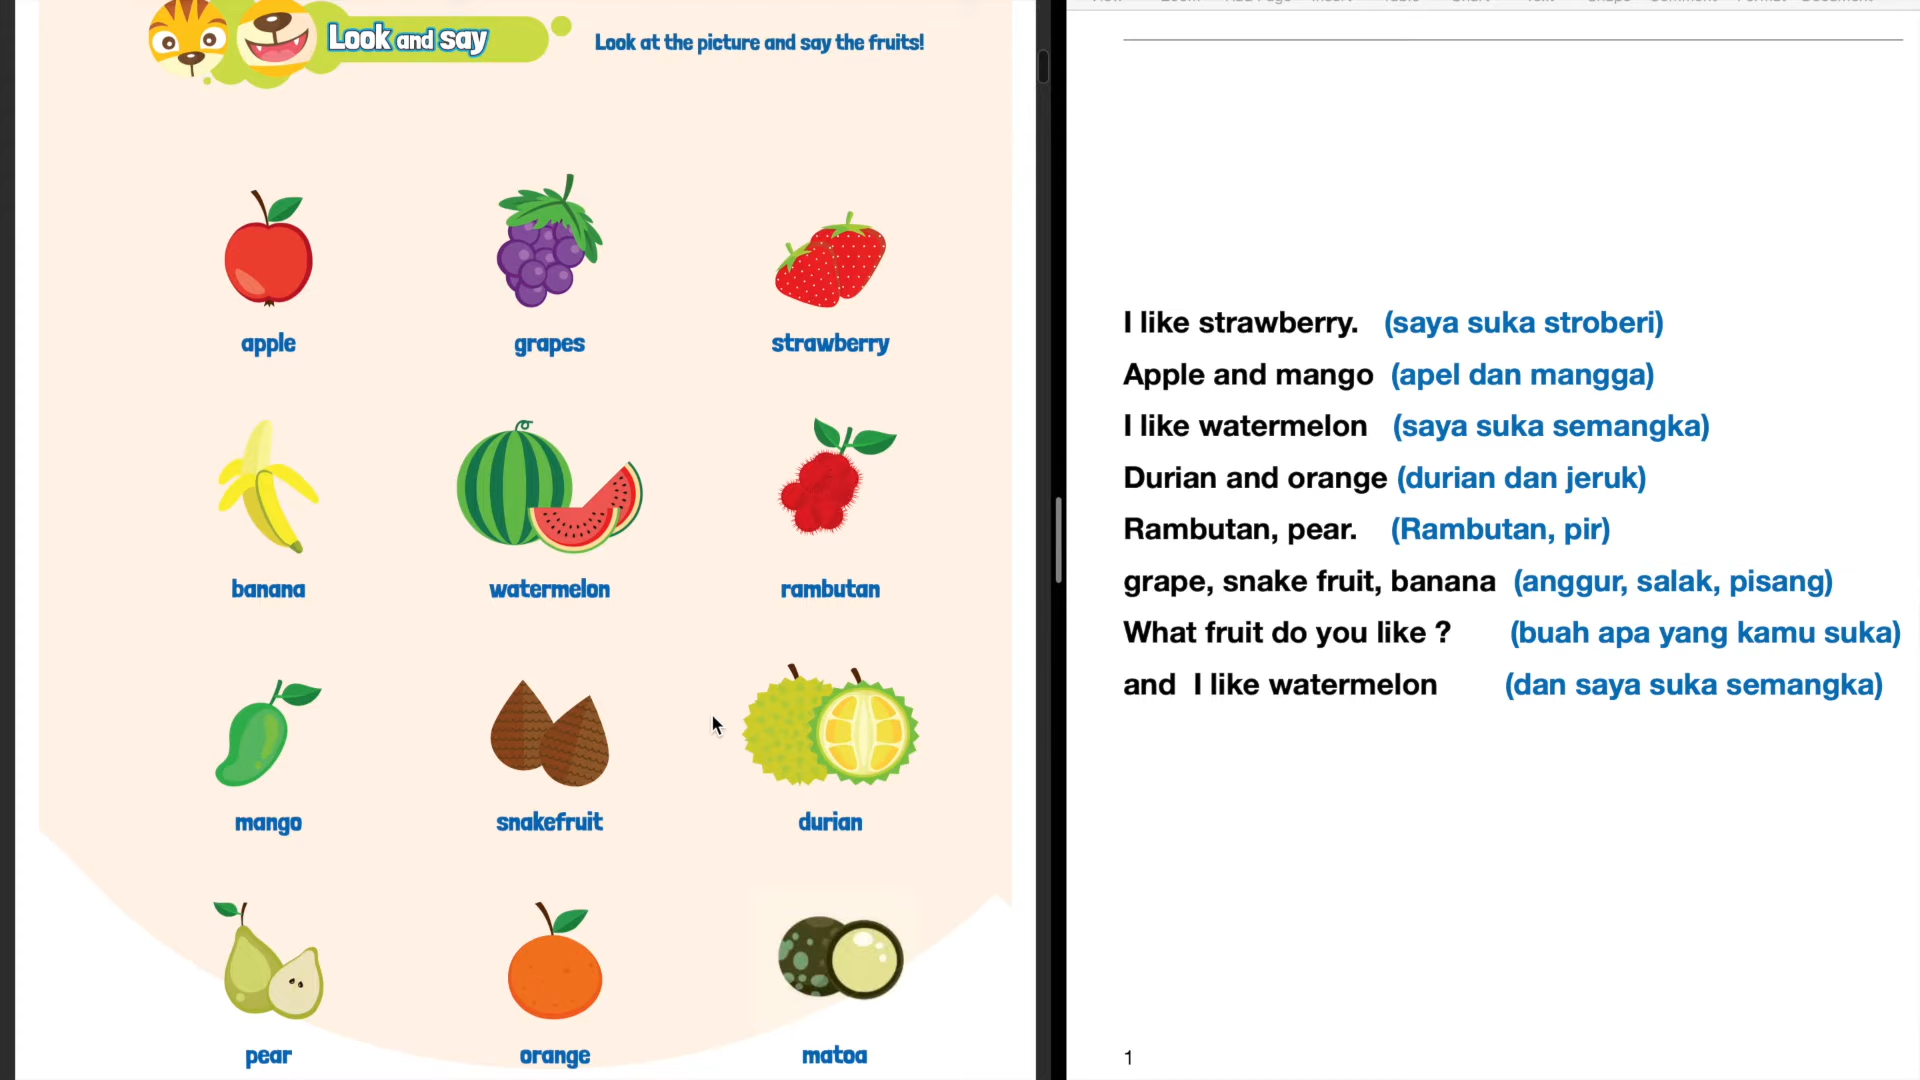 Look and say
Look at the picture and say the fruits!
apple
grapes
strawberry
banana
watermelon
rambutan
mango
snakefruit
durian
pear
orange
matoa
I like strawberry. (saya suka stroberi)
Apple and mango (apel dan mangga)
I like watermelon (saya suka semangka)
Durian and orange (durian dan jeruk)
Rambutan, pear. (Rambutan, pir)
grape, snake fruit, banana (anggur, salak, pisang)
What fruit do you like ? (buah apa yang kamu suka)
and I like watermelon (dan saya suka semangka)
1